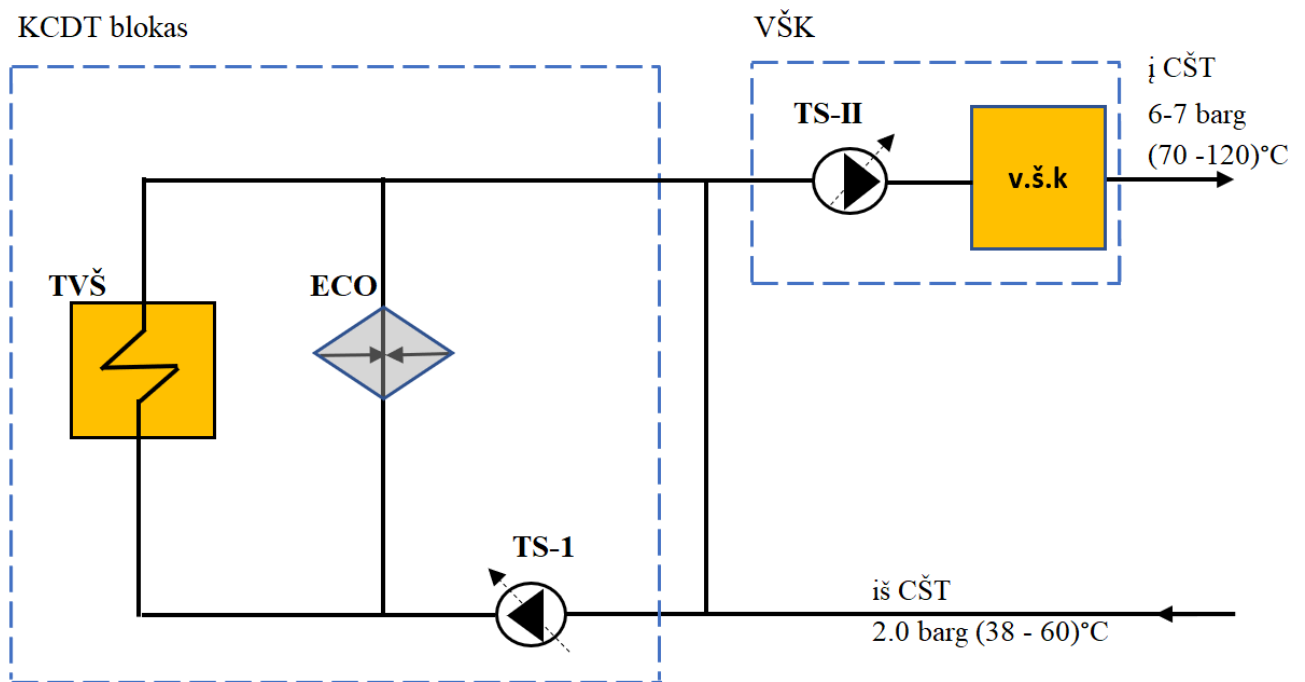 KCDT blokas
VŠK
į CŠT
6-7 barg
(70 -120)°C
TS-II
v.š.k
TVŠ
ECO
TS-1
iš CŠT
2.0 barg (38 - 60)°C